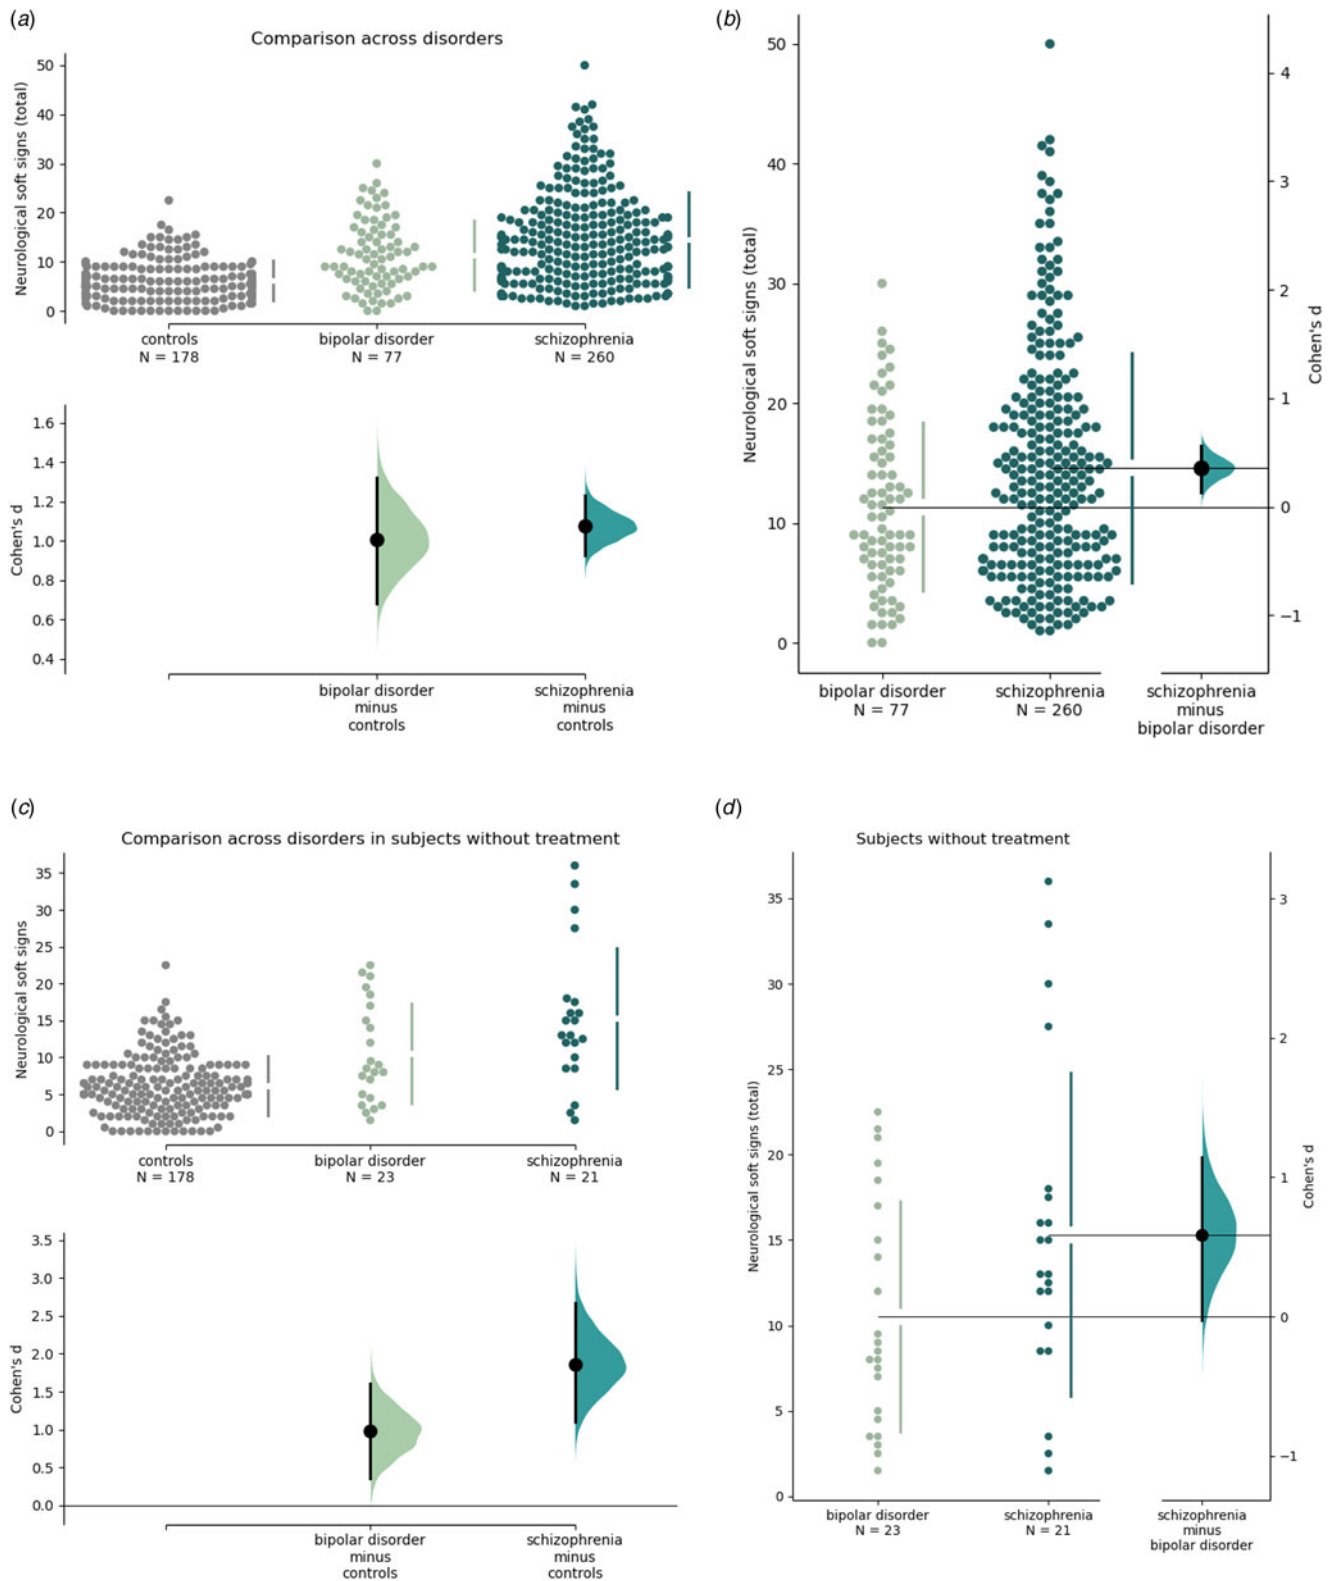 (a)
Comparison across disorders
Neurological soft signs (total)
50
40
30
20
10
0
controls
N = 178
bipolar disorder
N = 77
schizophrenia
N = 260
Cohen's d
1.6
1.4
1.2
1.0
0.8
0.6
0.4
bipolar disorder
minus
controls
schizophrenia
minus
controls
(b)
Neurological soft signs (total)
50
40
30
20
10
0
4
3
2
1
0
−1
Cohen's d
bipolar disorder
N = 77
schizophrenia
N = 260
schizophrenia
minus
bipolar disorder
(c)
Comparison across disorders in subjects without treatment
Neurological soft signs
35
30
25
20
15
10
5
0
controls
N = 178
bipolar disorder
N = 23
schizophrenia
N = 21
Cohen's d
3.5
3.0
2.5
2.0
1.5
1.0
0.5
0.0
bipolar disorder
minus
controls
schizophrenia
minus
controls
(d)
Subjects without treatment
Neurological soft signs (total)
35
30
25
20
15
10
5
0
3
2
1
0
−1
Cohen's d
bipolar disorder
N = 23
schizophrenia
N = 21
schizophrenia
minus
bipolar disorder